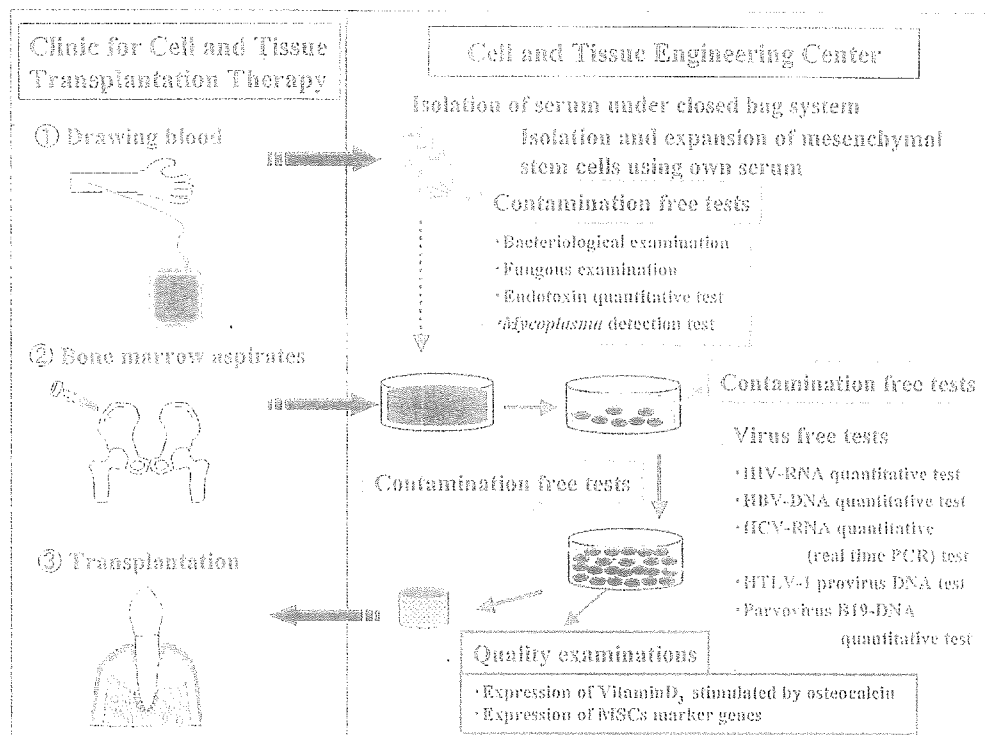 Clinic for Cell and Tissue
Transplantation Therapy
Cell and Tissue Engineering Center
Isolation of serum under closed bag system
① Drawing blood
Isolation and expansion of mesenchymal
stem cells using own serum
Contamination free tests
・Bacteriological examination
・Fungous examination
・Endotoxin quantitative test
・Mycoplasma detection test
② Bone marrow aspirates
Contamination free tests
Virus free tests
・HIV-RNA quantitative test
・HBV-DNA quantitative test
・HCV-RNA quantitative
(real time PCR) test
・HTLV-1 provirus DNA test
・Parvovirus B19-DNA
quantitative test
Contamination free tests
③ Transplantation
Quality examinations
・Expression of VitaminD3 stimulated by osteocalcin
・Expression of MSCs marker genes